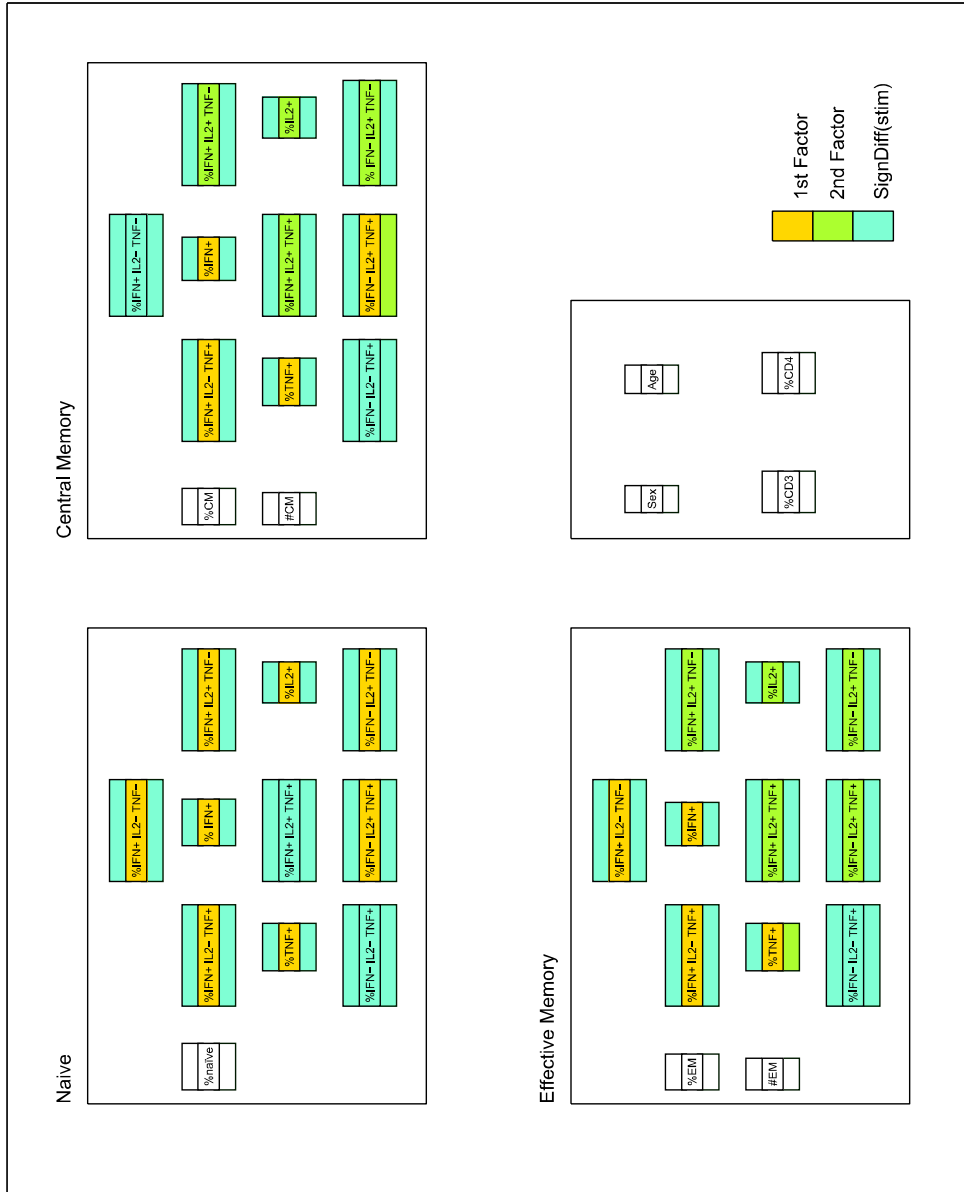 Naive
%IFN+ IL2− TNF−
%IFN+ IL2− TNF+
% IFN+
%IFN+ IL2+ TNF−
%naïve
%TNF+
%IFN+ IL2+ TNF+
%IL2+
%IFN− IL2− TNF+
%IFN− IL2+ TNF+
%IFN− IL2+ TNF−
Central Memory
%IFN+ IL2− TNF−
%CM
%IFN+ IL2− TNF+
%IFN+
%IFN+ IL2+ TNF−
#CM
%TNF+
%IFN+ IL2+ TNF+
%IL2+
%IFN− IL2− TNF+
%IFN− IL2+ TNF+
% IFN− IL2+ TNF−
Effective Memory
%IFN+ IL2− TNF−
%EM
%IFN+ IL2− TNF+
%IFN+
%IFN+ IL2+ TNF−
#EM
%TNF+
%IFN+ IL2+ TNF+
%IL2+
%IFN− IL2− TNF+
%IFN− IL2+ TNF+
%IFN− IL2+ TNF−
Sex
Age
%CD3
%CD4
1st Factor
2nd Factor
SignDiff(stim)